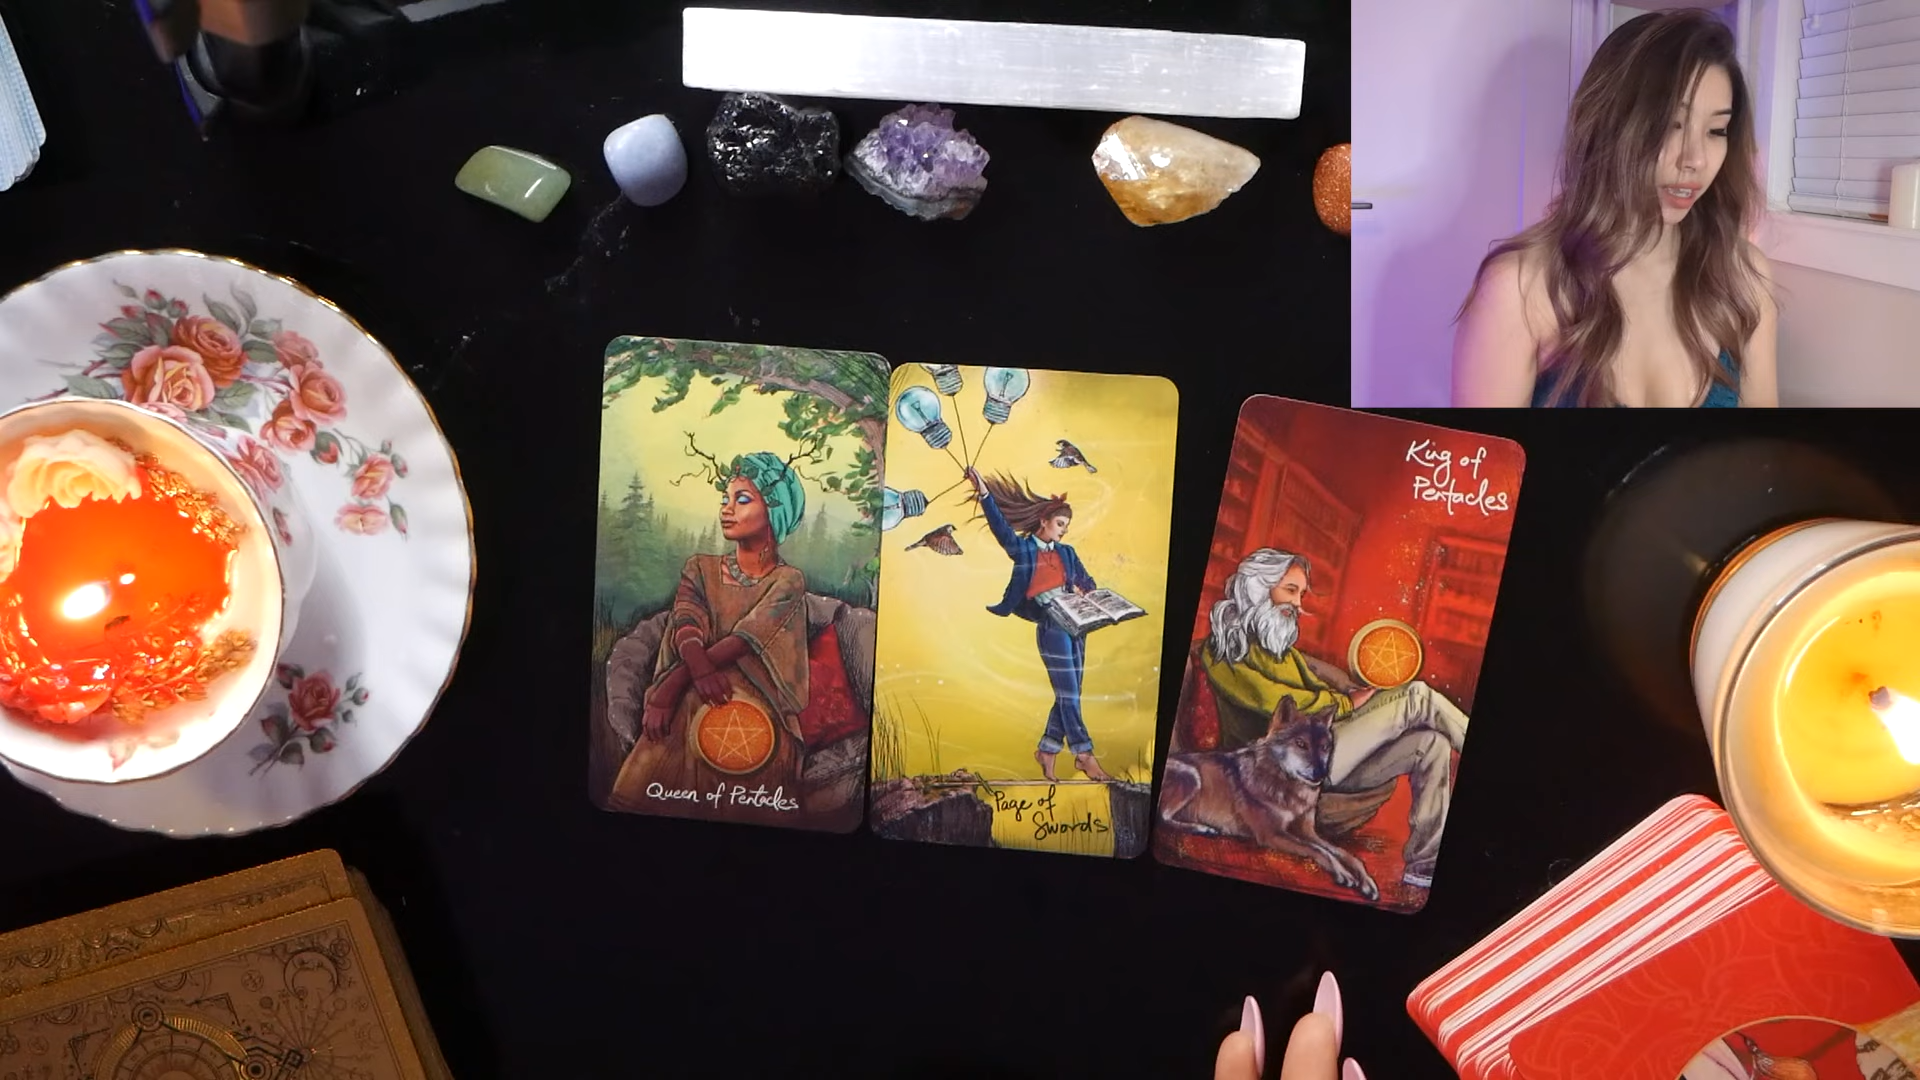 Queen of Pentacles
Page of
Swords
King of
Pentacles